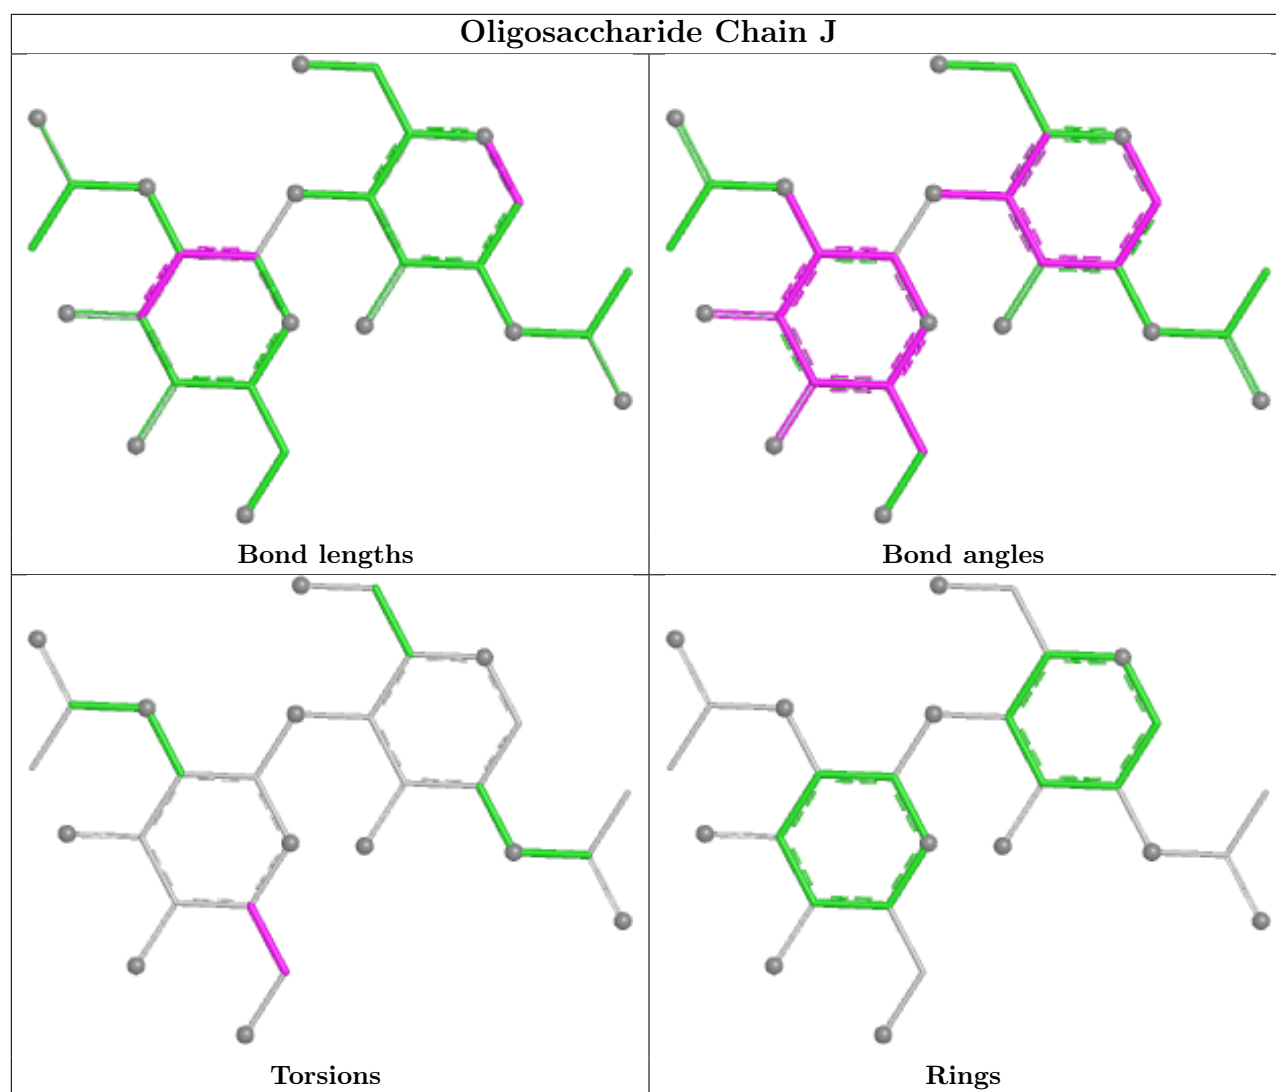 Oligosaccharide Chain J
Bond lengths
Bond angles
Torsions
Rings